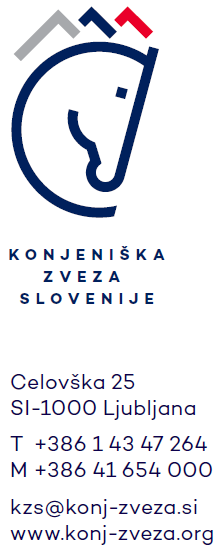 KONJENIŠKA
ZVEZA
SLOVENIJE
Celovška 25
SI-1000 Ljubljana
T +386 1 43 47 264
M +386 41 654 000
kzs@konj-zveza.si
www.konj-zveza.org